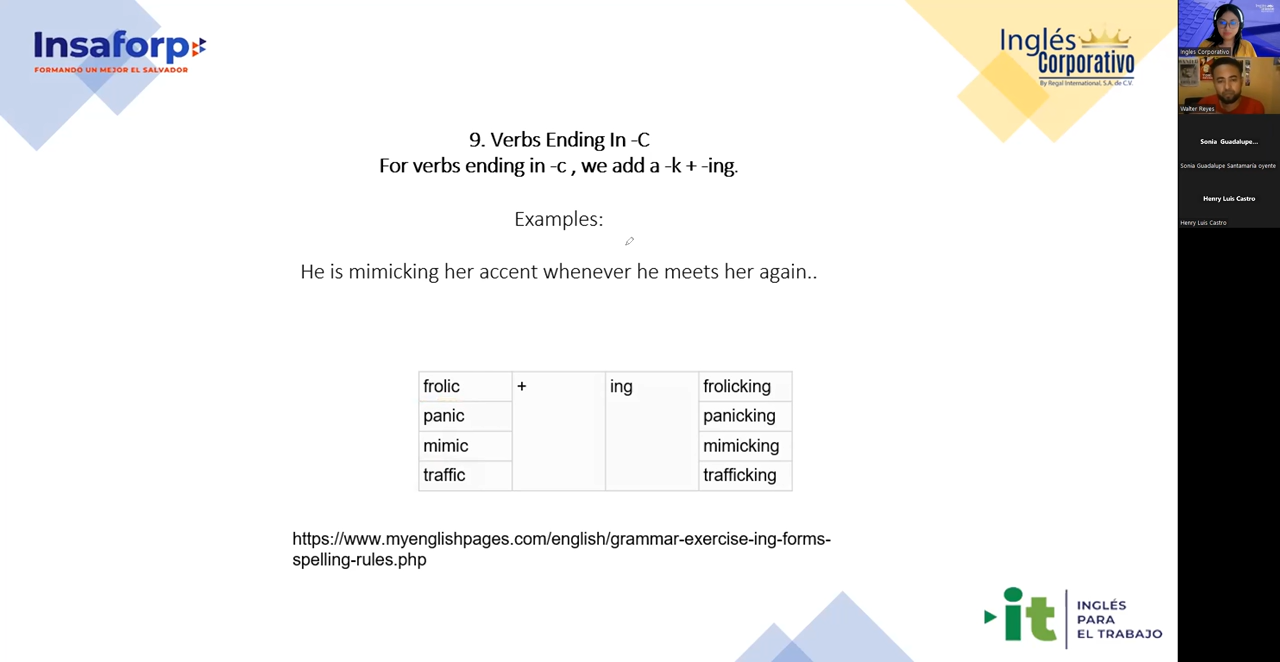 Insaforp
FORMANDO UN MEJOR EL SALVADOR
Inglés
Corporativo
By Regal International, S.A. de C.V.
9. Verbs Ending In -C
For verbs ending in -c , we add a -k + -ing.
Examples:
He is mimicking her accent whenever he meets her again..
frolic + ing frolicking
panic panicking
mimic mimicking
traffic trafficking
https://www.myenglishpages.com/english/grammar-exercise-ing-forms-
spelling-rules.php
it
INGLÉS
PARA
EL TRABAJO
Ingles Corporativo
Walter Reyes
Sonia Guadalupe...
Sonia Guadalupe Santamaría oyente
Henry Luis Castro
Henry Luis Castro